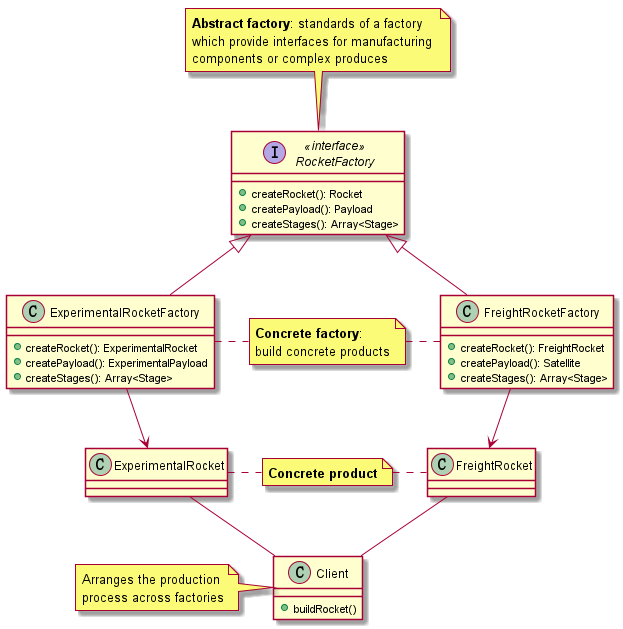 Abstract factory: standards of a factory
which provide interfaces for manufacturing
components or complex produces
I
«interface»
RocketFactory
createRocket(): Rocket
createPayload(): Payload
createStages(): Array<Stage>
C ExperimentalRocketFactory
createRocket(): ExperimentalRocket
createPayload(): ExperimentalPayload
createStages(): Array<Stage>
Concrete factory:
build concrete products
C FreightRocketFactory
createRocket(): FreightRocket
createPayload(): Satellite
createStages(): Array<Stage>
C ExperimentalRocket
Concrete product
C FreightRocket
Arranges the production
process across factories
C Client
buildRocket()